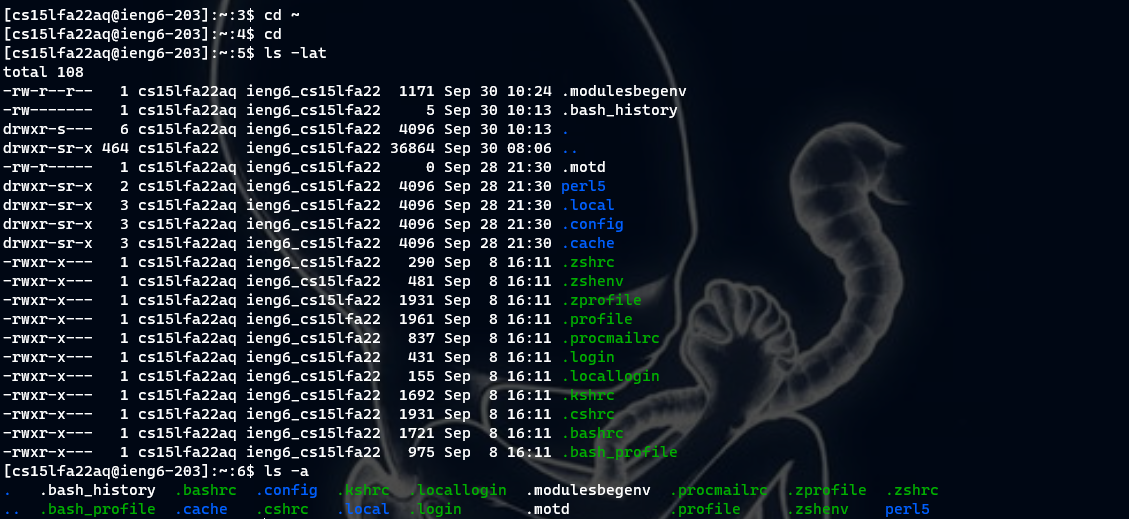 [cs15lfa22aq@ieng6-203]:~:3$ cd ~
[cs15lfa22aq@ieng6-203]:~:4$ cd
[cs15lfa22aq@ieng6-203]:~:5$ ls -lat
total 108
-rw-r--r--   1 cs15lfa22aq ieng6_cs15lfa22  1171 Sep 30 10:24 .modulesbegenv
-rw-------   1 cs15lfa22aq ieng6_cs15lfa22     5 Sep 30 10:13 .bash_history
drwxr-s---   6 cs15lfa22aq ieng6_cs15lfa22  4096 Sep 30 10:13 .
drwxr-sr-x 464 cs15lfa22   ieng6_cs15lfa22 36864 Sep 30 08:06 ..
-rw-r-----   1 cs15lfa22aq ieng6_cs15lfa22     0 Sep 28 21:30 .motd
drwxr-sr-x   2 cs15lfa22aq ieng6_cs15lfa22  4096 Sep 28 21:30 perl5
drwxr-sr-x   3 cs15lfa22aq ieng6_cs15lfa22  4096 Sep 28 21:30 .local
drwxr-sr-x   3 cs15lfa22aq ieng6_cs15lfa22  4096 Sep 28 21:30 .config
drwxr-sr-x   3 cs15lfa22aq ieng6_cs15lfa22  4096 Sep 28 21:30 .cache
-rwxr-x---   1 cs15lfa22aq ieng6_cs15lfa22   290 Sep  8 16:11 .zshrc
-rwxr-x---   1 cs15lfa22aq ieng6_cs15lfa22   481 Sep  8 16:11 .zshenv
-rwxr-x---   1 cs15lfa22aq ieng6_cs15lfa22  1931 Sep  8 16:11 .zprofile
-rwxr-x---   1 cs15lfa22aq ieng6_cs15lfa22  1961 Sep  8 16:11 .profile
-rwxr-x---   1 cs15lfa22aq ieng6_cs15lfa22   837 Sep  8 16:11 .procmailrc
-rwxr-x---   1 cs15lfa22aq ieng6_cs15lfa22   431 Sep  8 16:11 .login
-rwxr-x---   1 cs15lfa22aq ieng6_cs15lfa22   155 Sep  8 16:11 .locallogin
-rwxr-x---   1 cs15lfa22aq ieng6_cs15lfa22  1692 Sep  8 16:11 .kshrc
-rwxr-x---   1 cs15lfa22aq ieng6_cs15lfa22  1931 Sep  8 16:11 .cshrc
-rwxr-x---   1 cs15lfa22aq ieng6_cs15lfa22  1721 Sep  8 16:11 .bashrc
-rwxr-x---   1 cs15lfa22aq ieng6_cs15lfa22   975 Sep  8 16:11 .bash_profile
[cs15lfa22aq@ieng6-203]:~:6$ ls -a
.   .bash_history  .bashrc  .config  .kshrc  .locallogin  .modulesbegenv  .procmailrc  .zprofile  .zshrc
..  .bash_profile  .cache   .cshrc   .local  .login       .motd           .profile     .zshenv    perl5